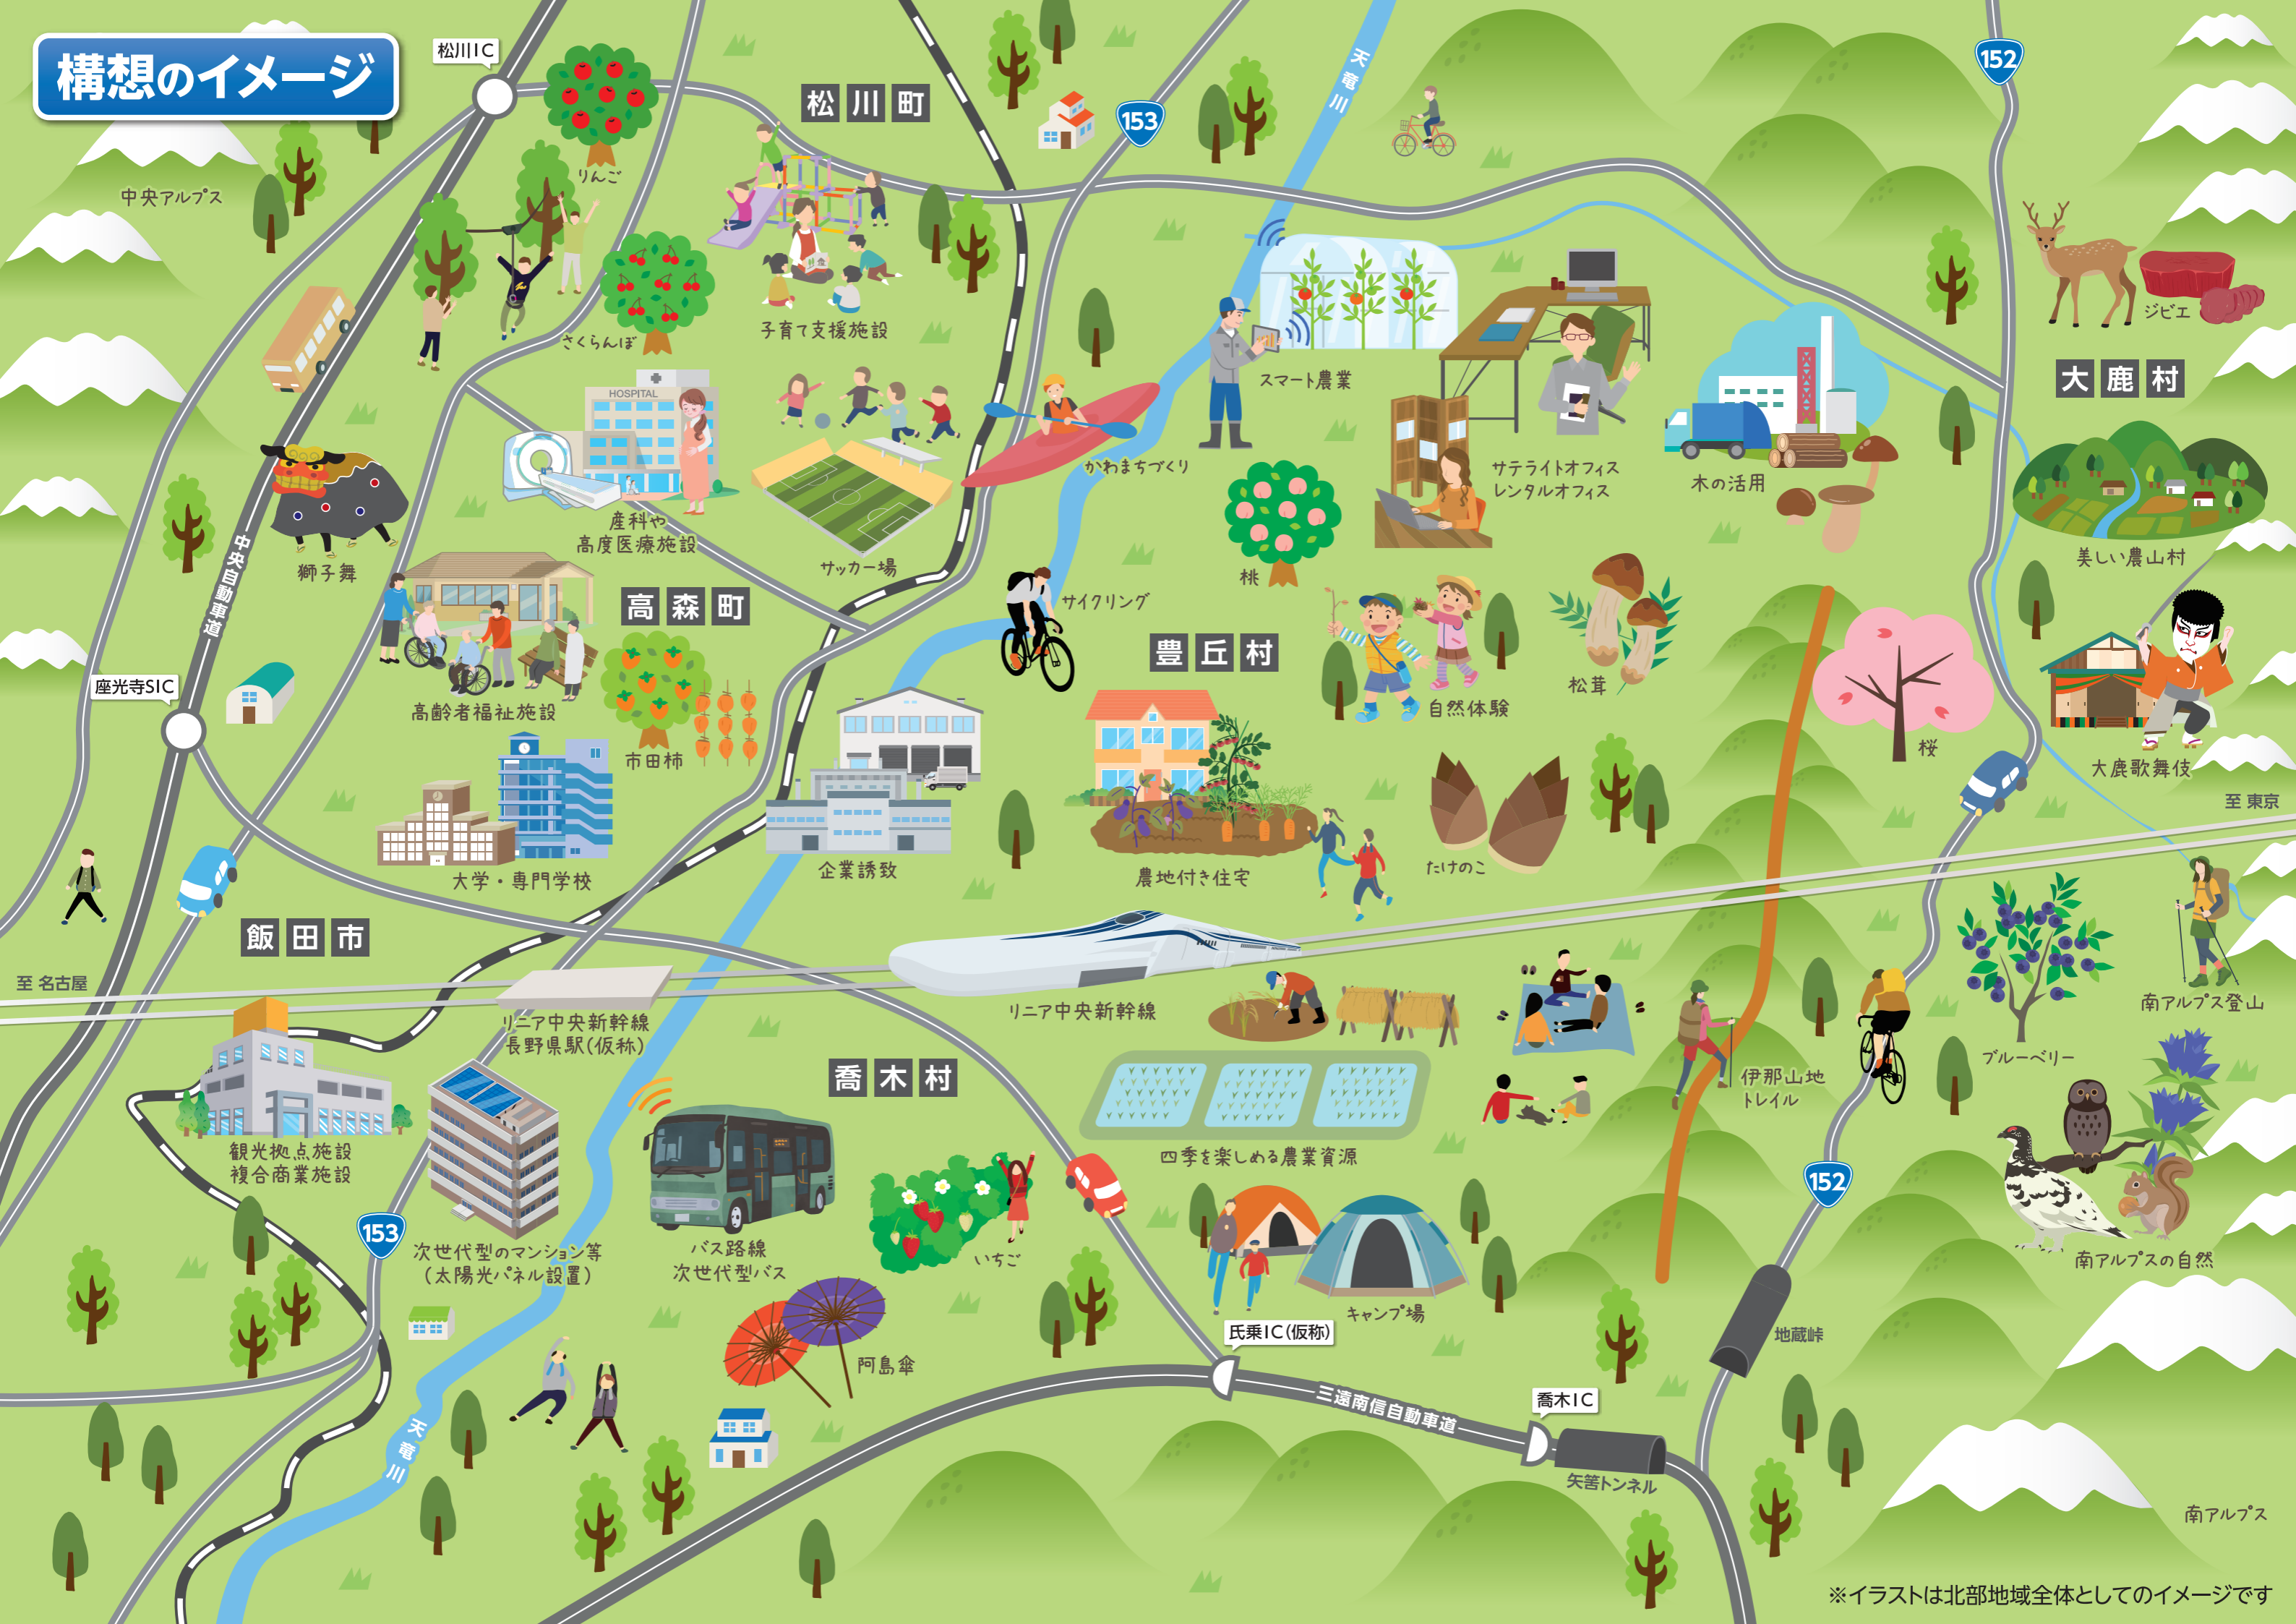 構想のイメージ
松川IC
松川町
153
天竜川
152
中央アルプス
りんご
さくらんぼ
子育て支援施設
スマート農業
ジビエ
大鹿村
HOSPITAL
産科や
高度医療施設
サッカー場
かわまちづくり
サテライトオフィス
レンタルオフィス
木の活用
美しい農山村
獅子舞
中央自動車道
高森町
サイクリング
桃
豊丘村
自然体験
松茸
座光寺SIC
高齢者福祉施設
市田柿
桜
大鹿歌舞伎
至 東京
大学・専門学校
企業誘致
農地付き住宅
たけのこ
飯田市
至 名古屋
リニア中央新幹線
長野県駅(仮称)
リニア中央新幹線
南アルプス登山
ブルーベリー
伊那山地
トレイル
喬木村
四季を楽しめる農業資源
観光拠点施設
複合商業施設
153
次世代型のマンション等
(太陽光パネル設置)
バス路線
次世代型バス
いちご
152
南アルプスの自然
キャンプ場
氏乗IC(仮称)
地蔵峠
阿島傘
三遠南信自動車道
喬木IC
矢筈トンネル
天竜川
南アルプス
※イラストは北部地域全体としてのイメージです